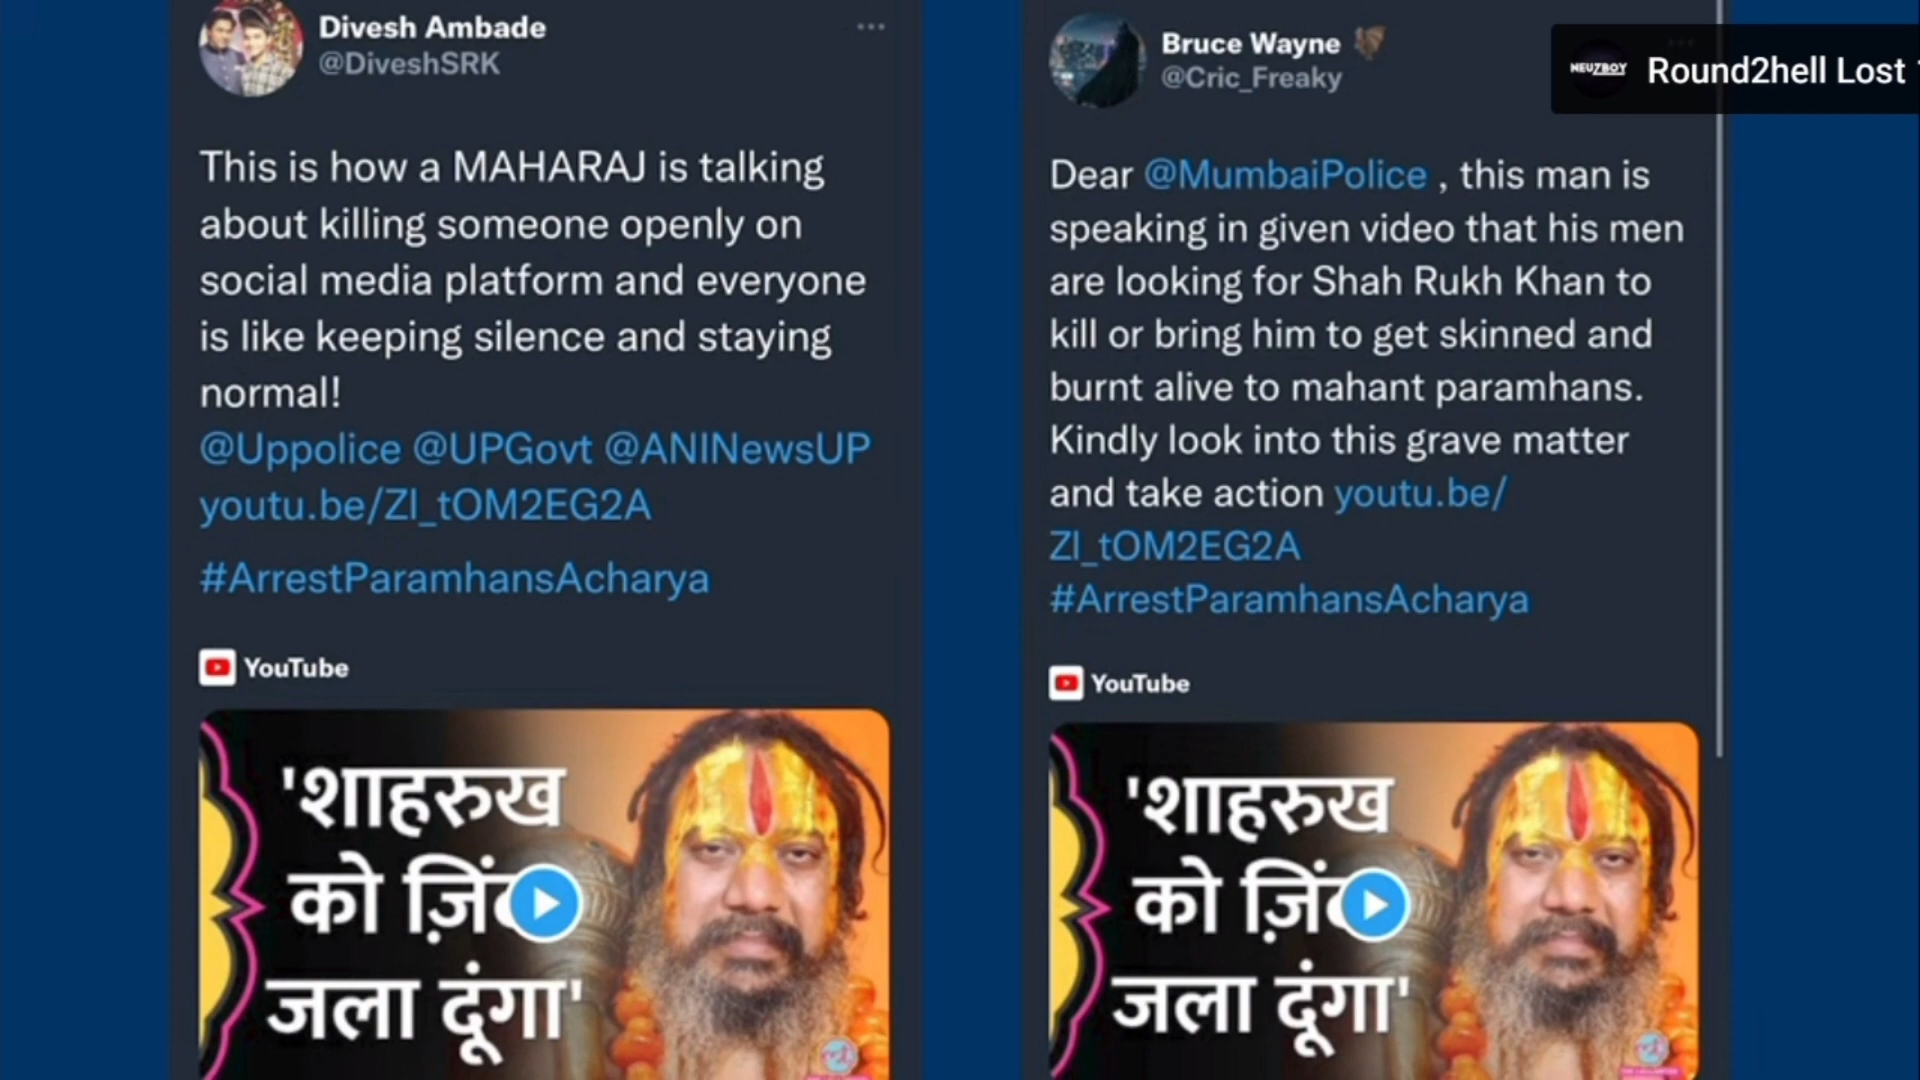 Divesh Ambade
@DiveshSRK
This is how a MAHARAJ is talking
about killing someone openly on
social media platform and everyone
is like keeping silence and staying
normal!
@Uppolice @UPGovt @ANINewsUP
youtu.be/ZI_tOM2EG2A
#ArrestParamhansAcharya
YouTube
'शाहरुख
को
जला दूंगा'
Bruce Wayne
@Cric_Freaky
Dear @MumbaiPolice , this man is
speaking in given video that his men
are looking for Shah Rukh Khan to
kill or bring him to get skinned and
burnt alive to mahant paramhans.
Kindly look into this grave matter
and take action youtu.be/
ZI_tOM2EG2A
#ArrestParamhansAcharya
YouTube
'शाहरुख
को
जला दूंगा'
NEUZBOY
Round2hell Lost